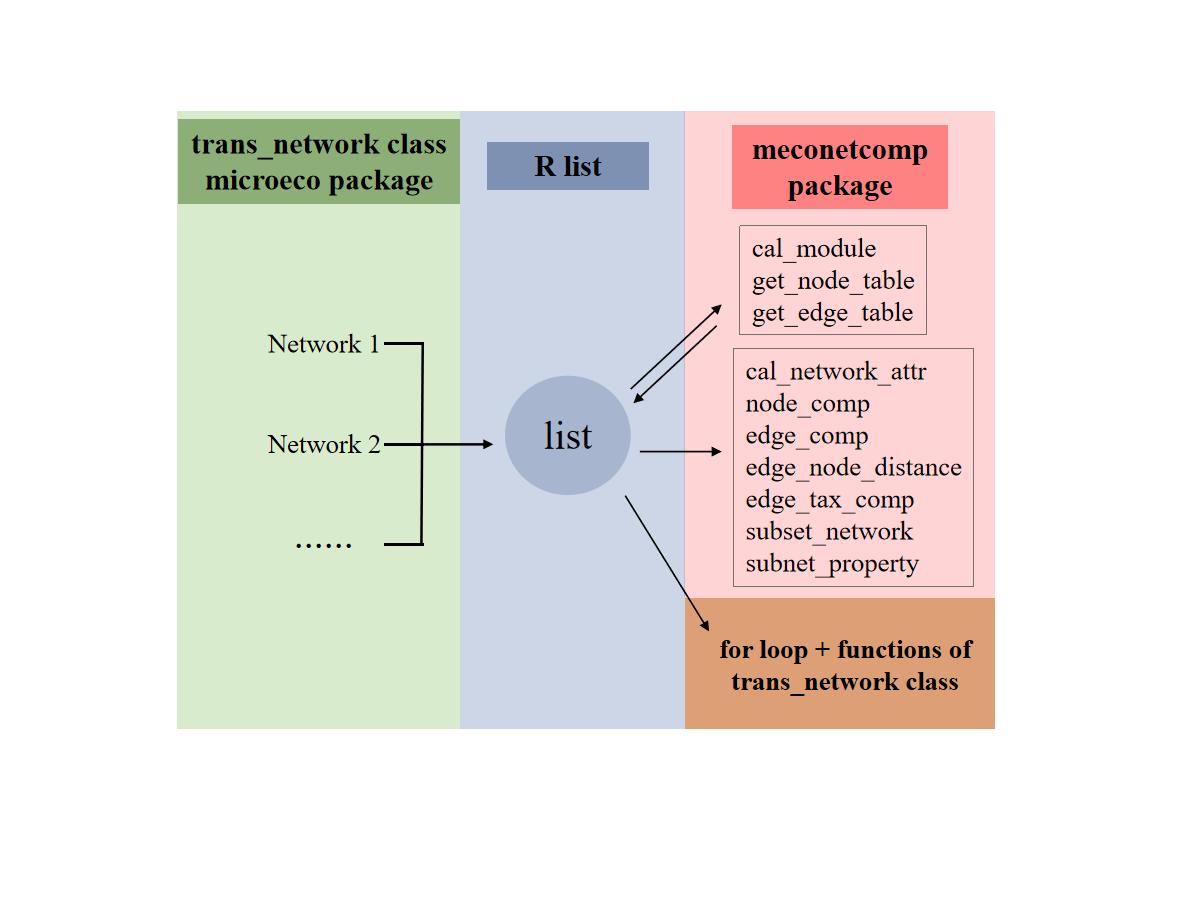 trans_network class
microeco package
R list
meconetcomp
package
cal_module
get_node_table
get_edge_table
Network 1
Network 2
......
list
cal_network_attr
node_comp
edge_comp
edge_node_distance
edge_tax_comp
subset_network
subnet_property
for loop + functions of
trans_network class